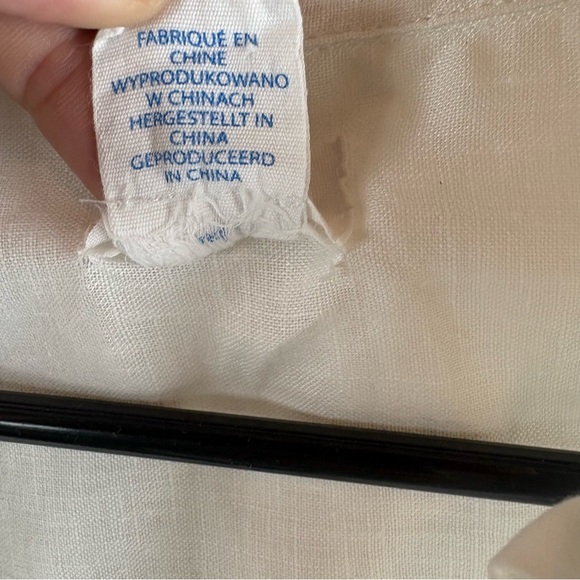 FABRIQUÉ EN
CHINE
WYPRODUKOWANO
W CHINACH
HERGESTELLT IN
CHINA
GEPRODUCEERD
IN CHINA